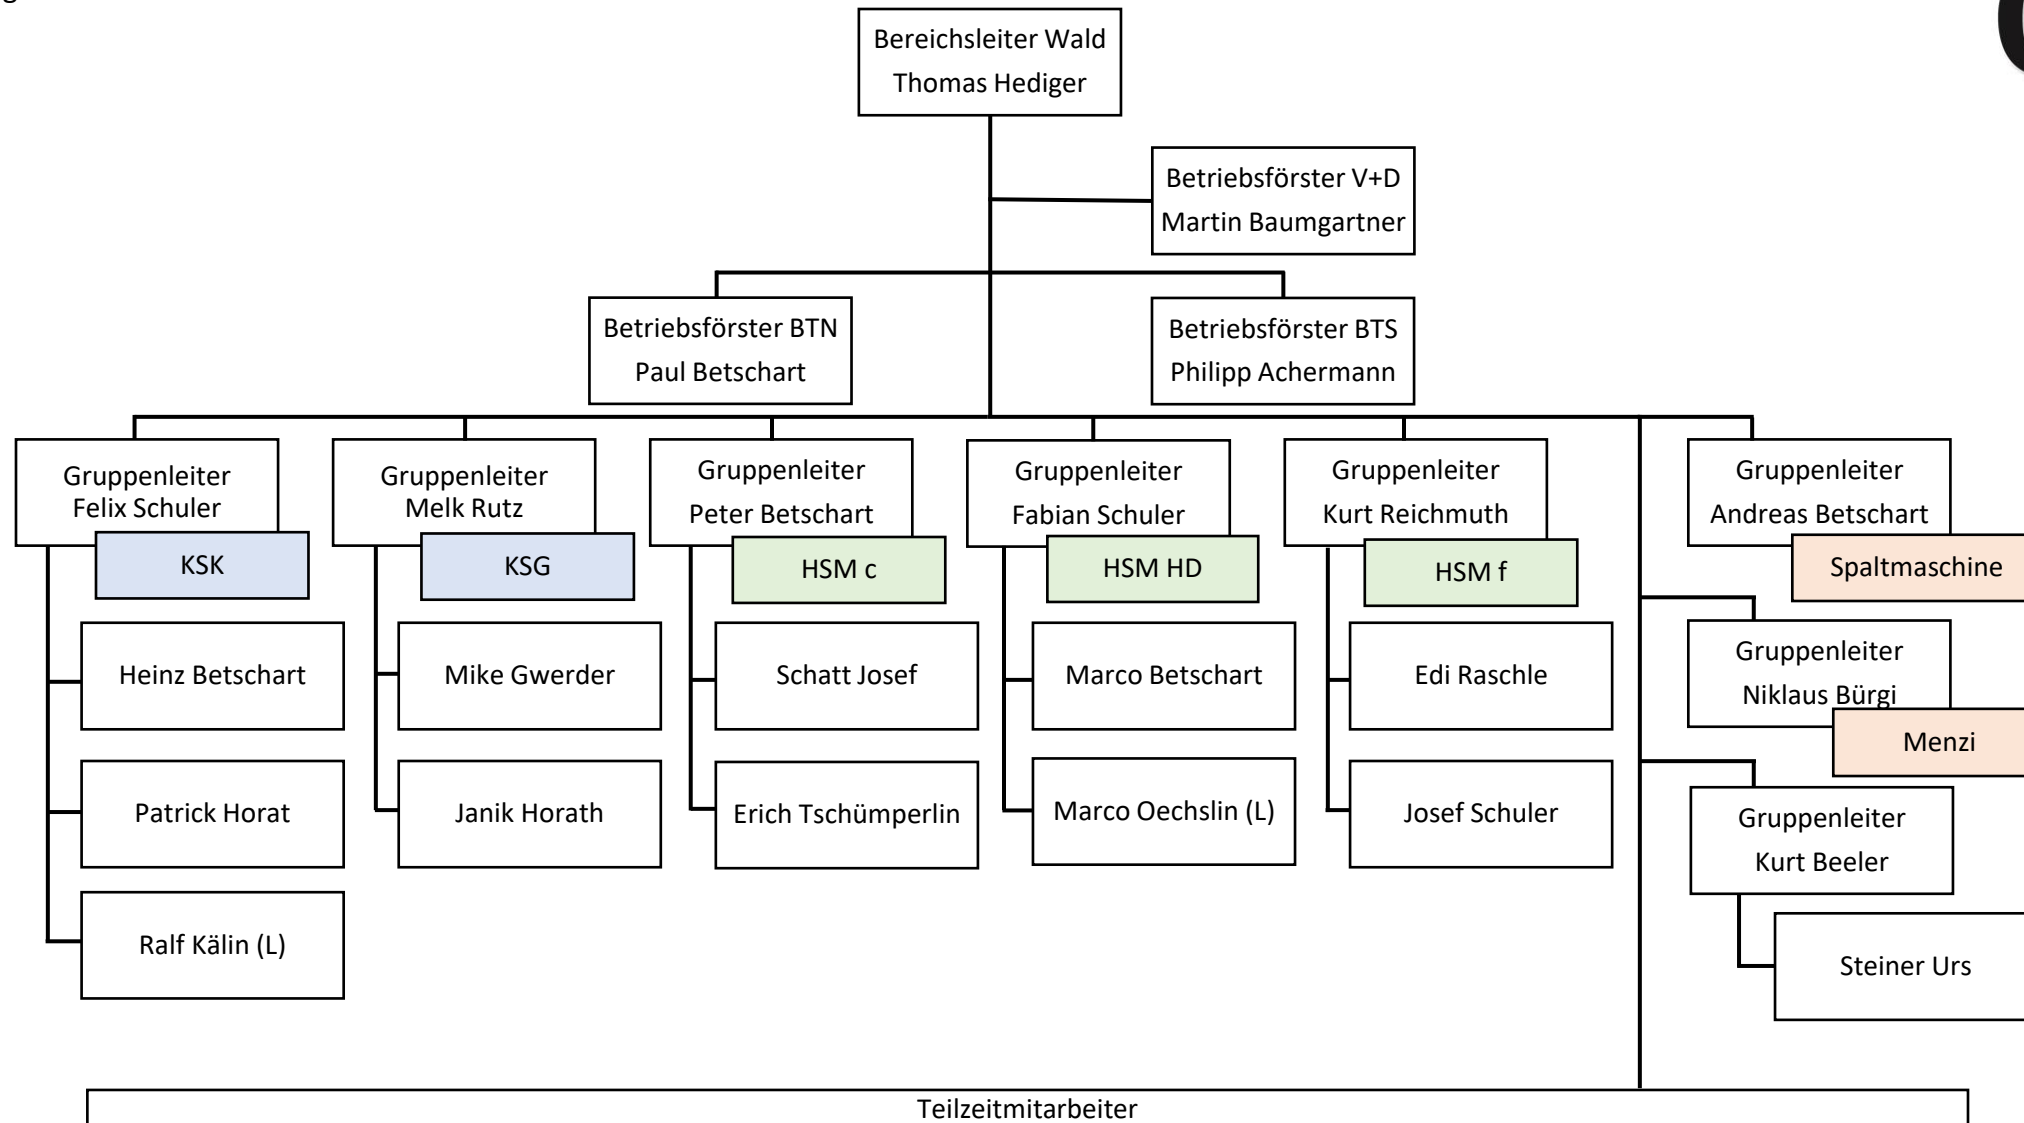 Bereichsleiter Wald
Thomas Hediger
Betriebsförster V+D
Martin Baumgartner
Betriebsförster BTN
Paul Betschart
Betriebsförster BTS
Philipp Achermann
Gruppenleiter
Felix Schuler
KSK
Heinz Betschart
Patrick Horat
Ralf Kälin (L)
Gruppenleiter
Melk Rutz
KSG
Mike Gwerder
Janik Horath
Gruppenleiter
Peter Betschart
HSM c
Schatt Josef
Erich Tschümperlin
Gruppenleiter
Fabian Schuler
HSM HD
Marco Betschart
Marco Oechslin (L)
Gruppenleiter
Kurt Reichmuth
HSM f
Edi Raschle
Josef Schuler
Gruppenleiter
Andreas Betschart
Spaltmaschine
Gruppenleiter
Niklaus Bürgi
Menzi
Gruppenleiter
Kurt Beeler
Steiner Urs
Teilzeitmitarbeiter